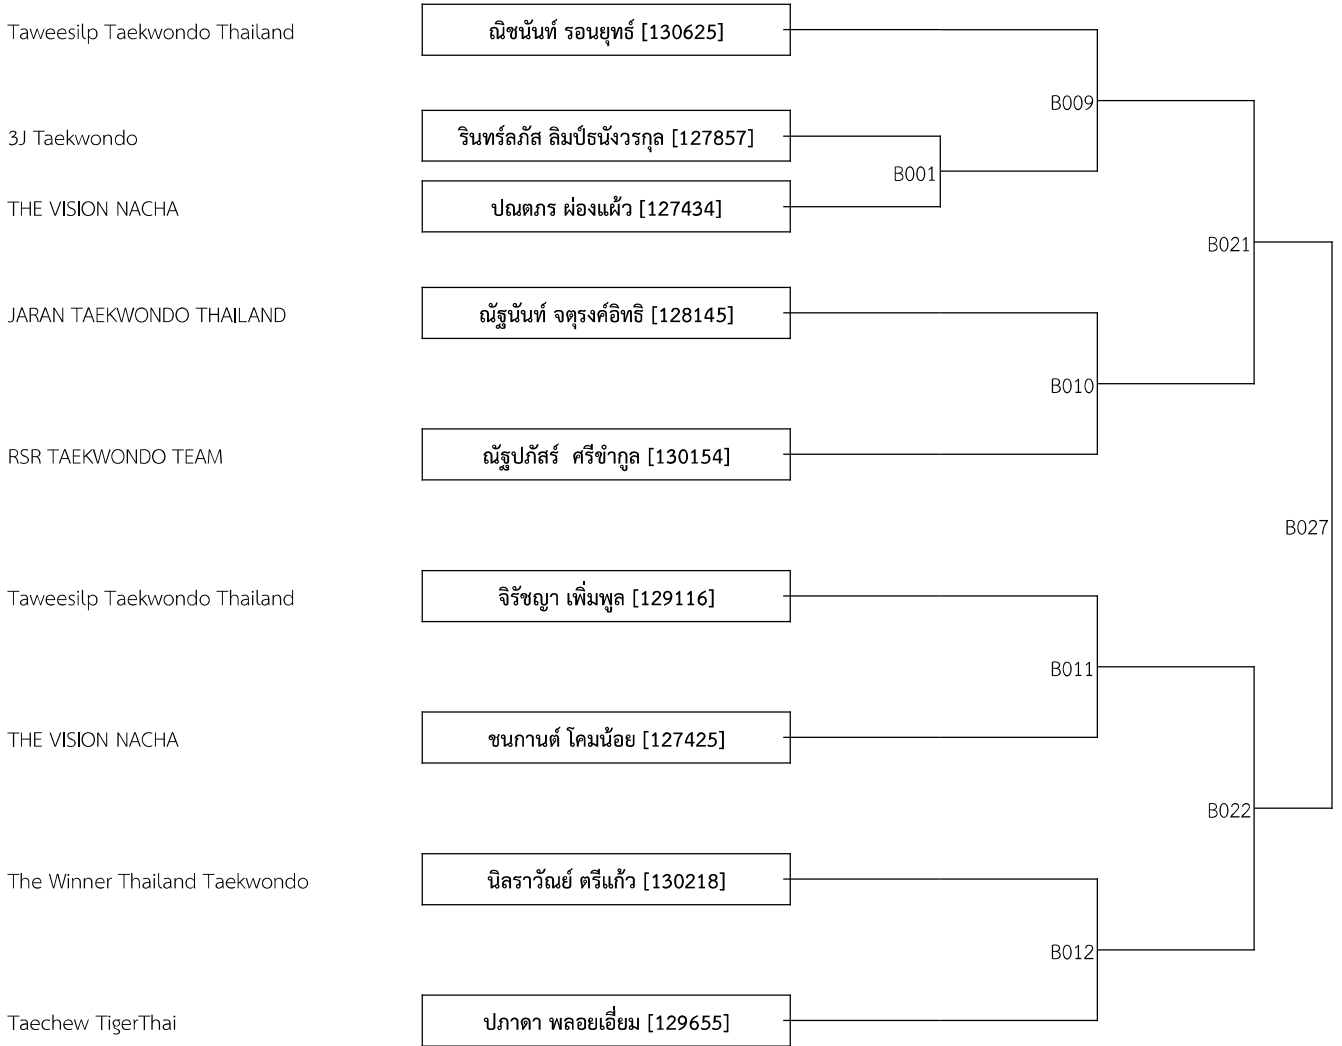 Taweesilp Taekwondo Thailand ณิชนันท์ รอนยุทธ์ [130625]
B009
3J Taekwondo รินทร์ลภัส ลิมป์ธนังวรกุล [127857]
B001
THE VISION NACHA ปณตภร ผ่องแผ้ว [127434]
B021
JARAN TAEKWONDO THAILAND ณัฐนันท์ จตุรงค์อิทธิ [128145]
B010
RSR TAEKWONDO TEAM ณัฐปภัสร์  ศรีขำกูล [130154]
B027
Taweesilp Taekwondo Thailand จิรัชญา เพิ่มพูล [129116]
B011
THE VISION NACHA ชนกานต์ โคมน้อย [127425]
B022
The Winner Thailand Taekwondo นิลราวัณย์ ตรีแก้ว [130218]
B012
Taechew TigerThai ปภาดา พลอยเอี่ยม [129655]